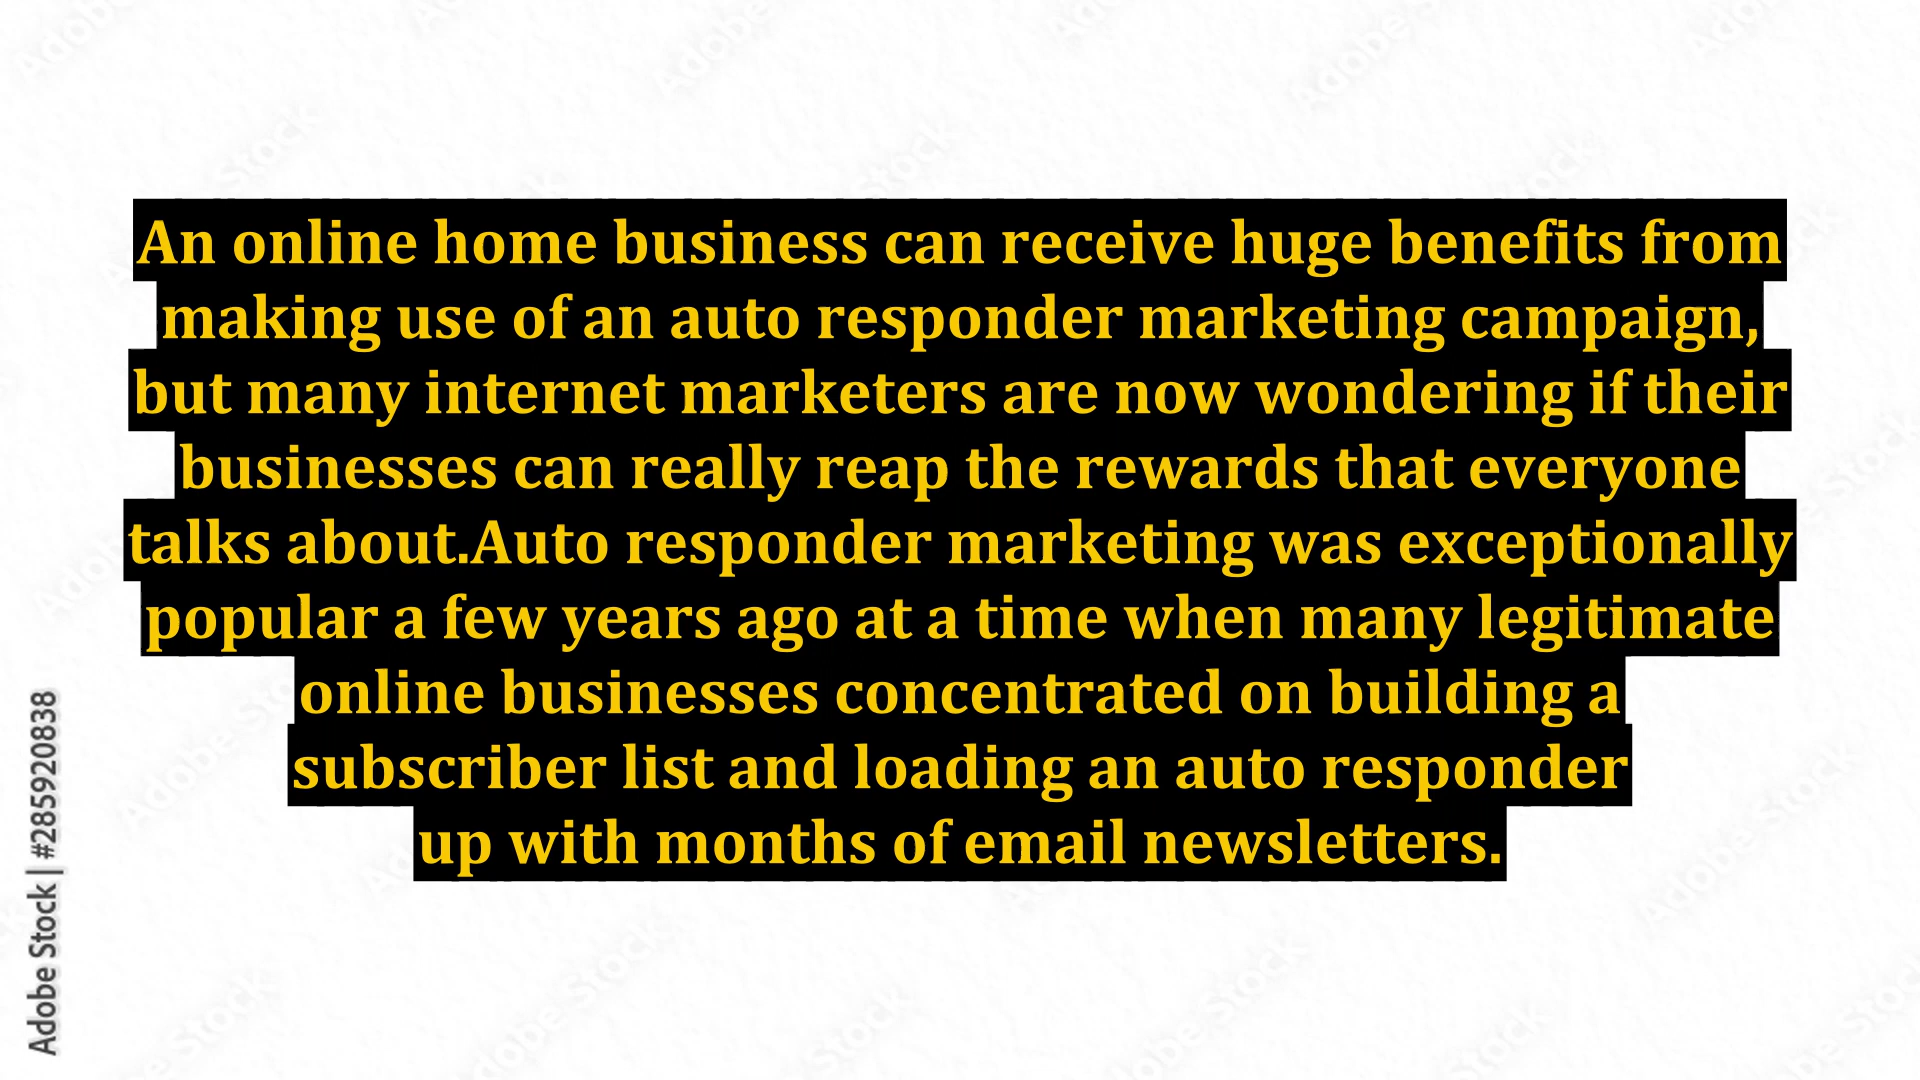 An online home business can receive huge benefits from
making use of an auto responder marketing campaign,
but many internet marketers are now wondering if their
businesses can really reap the rewards that everyone
talks about.Auto responder marketing was exceptionally
popular a few years ago at a time when many legitimate
online businesses concentrated on building a
subscriber list and loading an auto responder
up with months of email newsletters.
Adobe Stock | #285920838